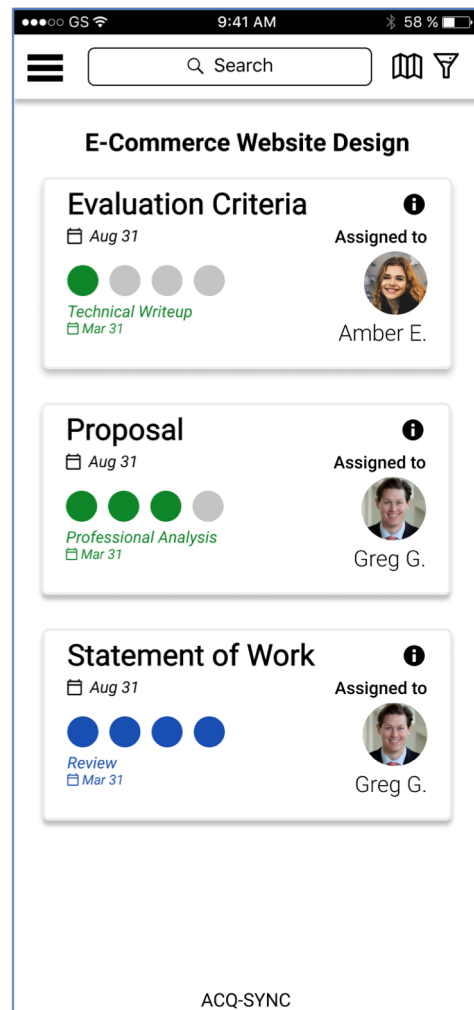 GS 9:41 AM 58 %
Search
E-Commerce Website Design
Evaluation Criteria
Aug 31
Assigned to
Technical Writeup
Mar 31
Amber E.
Proposal
Aug 31
Assigned to
Professional Analysis
Mar 31
Greg G.
Statement of Work
Aug 31
Assigned to
Review
Mar 31
Greg G.
ACQ-SYNC